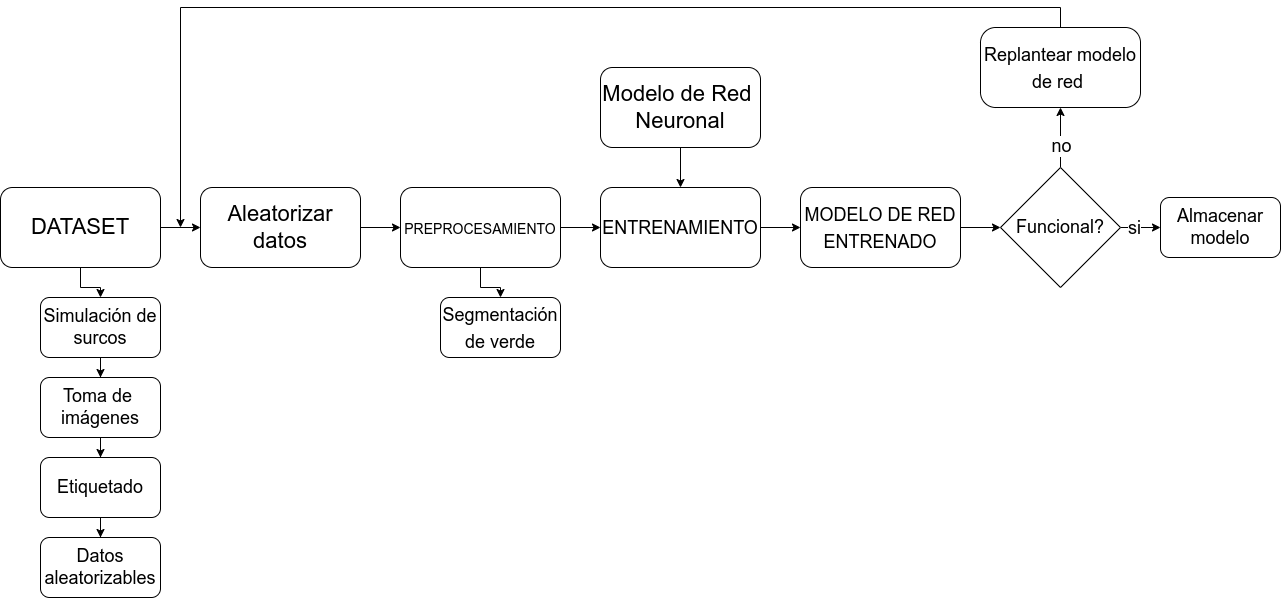 Replantear modelo
de red
Modelo de Red
Neuronal
no
DATASET
Aleatorizar
datos
PREPROCESAMIENTO
ENTRENAMIENTO
MODELO DE RED
ENTRENADO
Funcional?
si
Almacenar
modelo
Simulación de
surcos
Segmentación
de verde
Toma de
imágenes
Etiquetado
Datos
aleatorizables